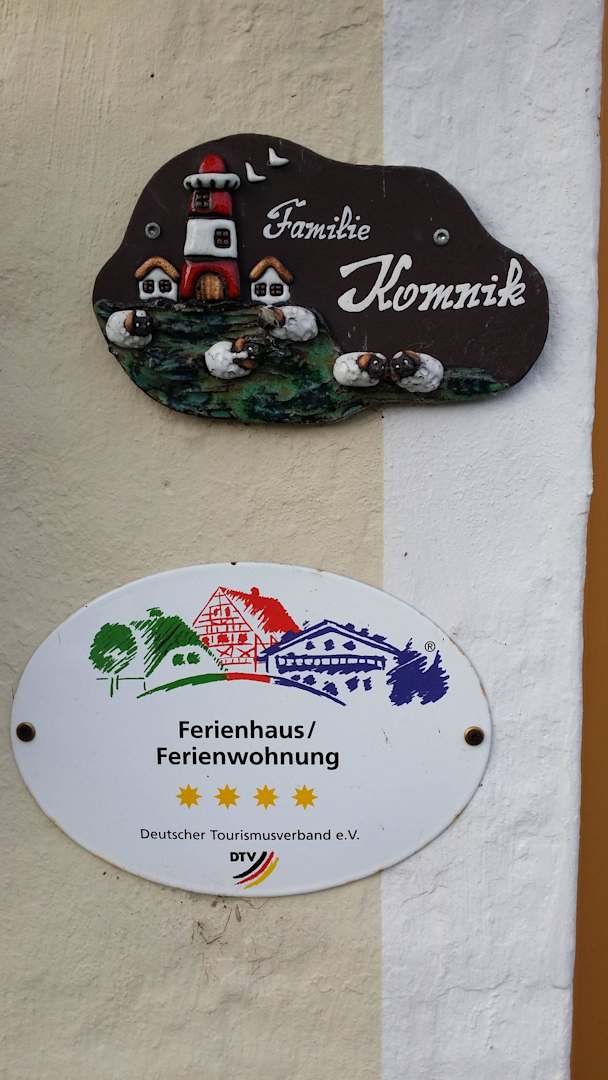 Familie
Komnik
®
Ferienhaus/
Ferienwohnung
Deutscher Tourismusverband e.V.
DTV